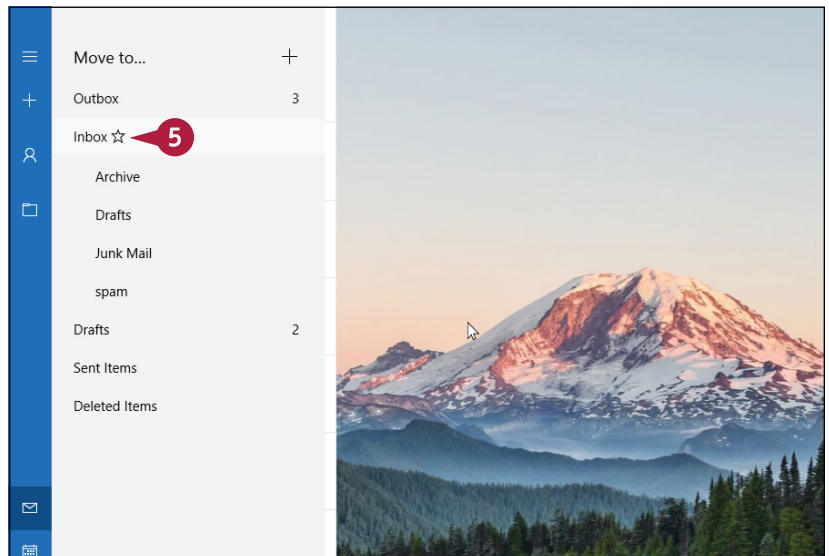 Move to...
Outbox 3
Inbox 5
Archive
Drafts
Junk Mail
spam
Drafts 2
Sent Items
Deleted Items